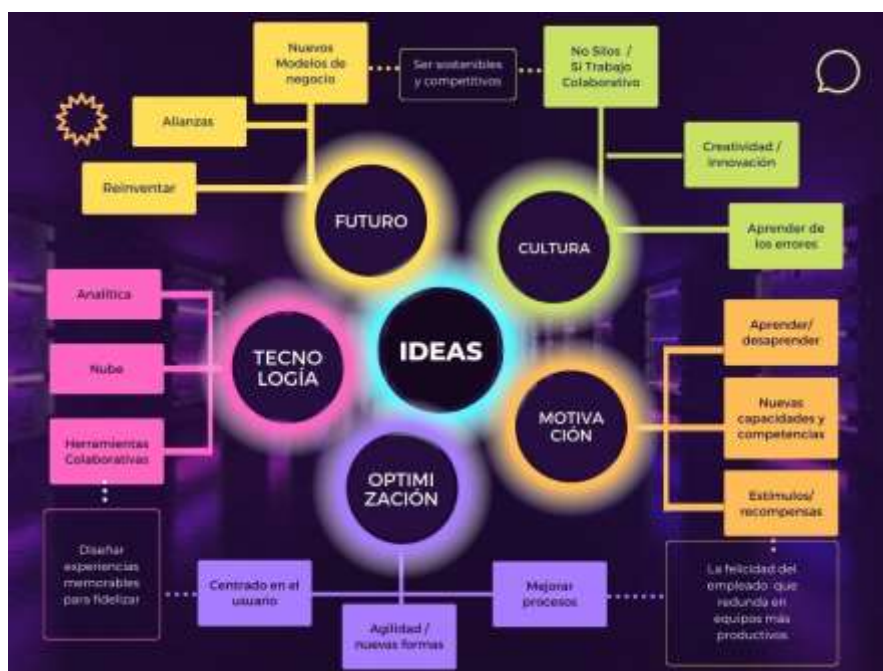 Nuevos
Modelos de
negocio
Ser sostenibles
y competitivos
No Silos /
Si Trabajo
Colaborativo
Alianzas
Creatividad /
Innovación
Reinventar
FUTURO
CULTURA
Aprender de
los errores
Analítica
Nube
Herramientas
Colaborativas
TECNO
LOGÍA
IDEAS
MOTIVA
CIÓN
Aprender/
desaprender
Nuevas
capacidades y
competencias
Estímulos/
recompensas
OPTIMI
ZACIÓN
Diseñar
experiencias
memorables
para fidelizar
Centrado en el
usuario
Agilidad /
nuevas formas
Mejorar
procesos
La felicidad del
empleado que
redunda en
equipos más
productivos